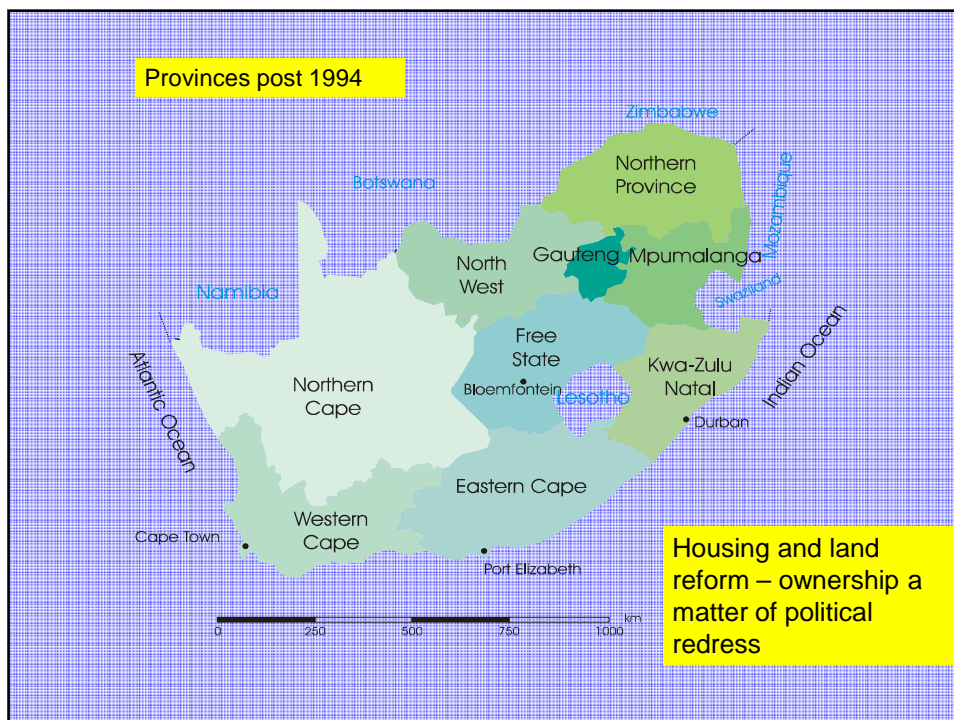 Provinces post 1994
Zimbabwe
Northern
Province
Botswana
Mozambique
Gauteng
Mpumalanga
North
West
Namibia
Swaziland
Free
State
Kwa-Zulu
Natal
Indian Ocean
Atlantic Ocean
Northern
Cape
Bloemfontein
Lesotho
Durban
Eastern Cape
Western
Cape
Cape Town
Port Elizabeth
Housing and land
reform – ownership a
matter of political
redress
km
0 250 500 750 1000